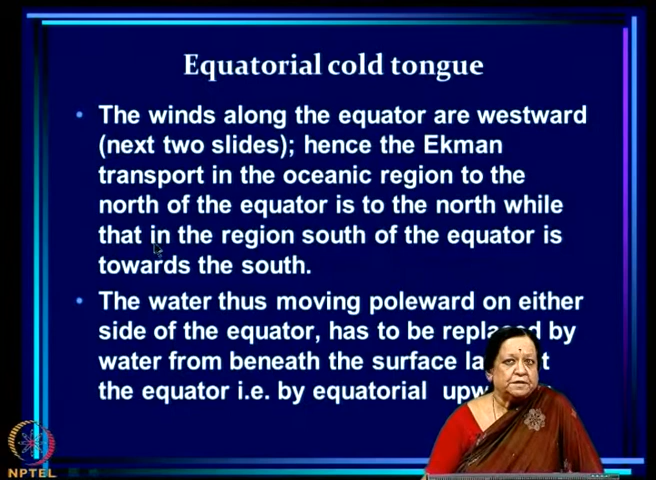 Equatorial cold tongue
• The winds along the equator are westward
(next two slides); hence the Ekman
transport in the oceanic region to the
north of the equator is to the north while
that in the region south of the equator is
towards the south.
• The water thus moving poleward on either
side of the equator, has to be replaced by
water from beneath the surface
the equator i.e. by equatorial
NPTEL